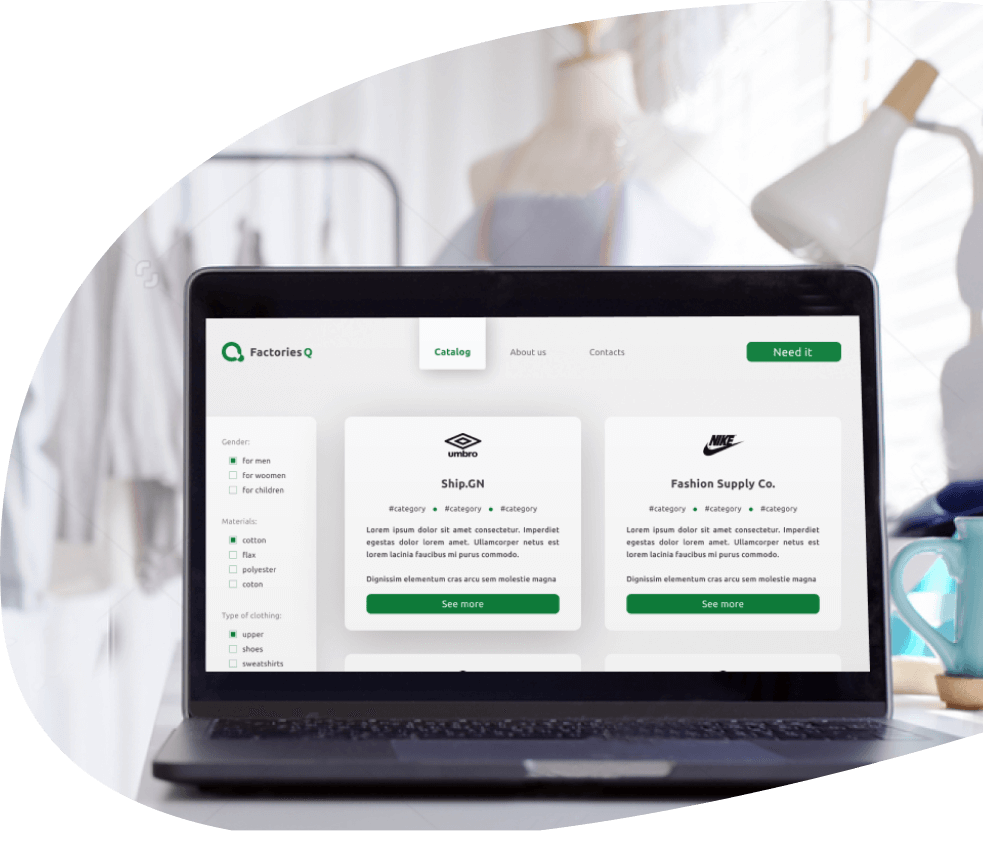 FactoriesQ
Catalog
About us
Contacts
Need it
Gender:
for men
for woomen
for children
Materials:
cotton
flax
polyester
coton
Type of clothing:
upper
shoes
sweatshirts
umbro
Ship.GN
#category • #category • #category
Lorem ipsum dolor sit amet consectetur. Imperdiet
egestas dolor lorem amet. Ullamcorper netus est
lorem lacinia faucibus mi purus commodo.
Dignissim elementum cras arcu sem molestie magna
See more
NIKE
Fashion Supply Co.
#category • #category • #category
Lorem ipsum dolor sit amet consectetur. Imperdiet
egestas dolor lorem amet. Ullamcorper netus est
lorem lacinia faucibus mi purus commodo.
Dignissim elementum cras arcu sem molestie magna
See more